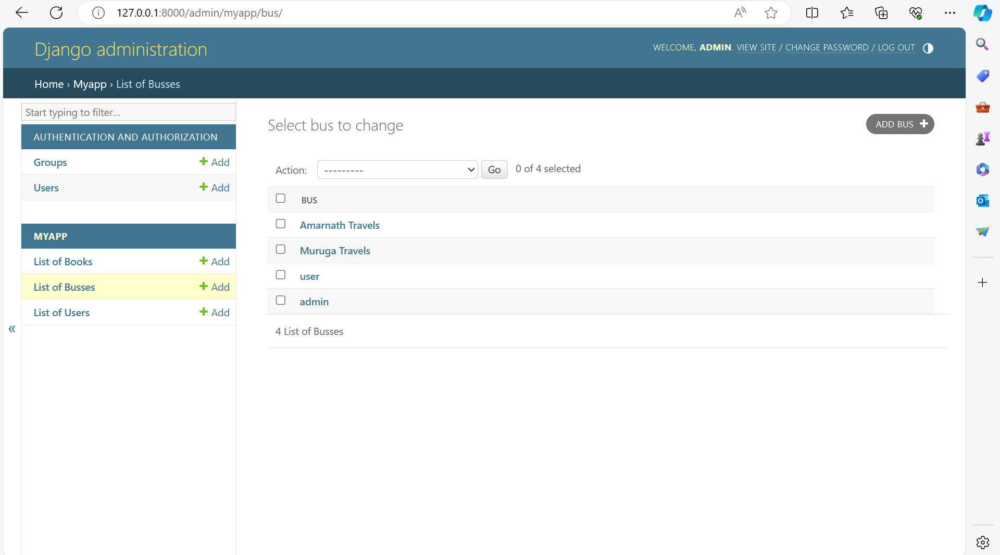 127.0.0.1:8000/admin/myapp/bus/
Django administration
WELCOME, ADMIN. VIEW SITE / CHANGE PASSWORD / LOG OUT
Home › Myapp › List of Busses
Start typing to filter...
AUTHENTICATION AND AUTHORIZATION
Groups + Add
Users + Add
MYAPP
List of Books + Add
List of Busses + Add
List of Users + Add
«
Select bus to change
ADD BUS +
Action: --------- Go 0 of 4 selected
BUS
Amarnath Travels
Muruga Travels
user
admin
4 List of Busses